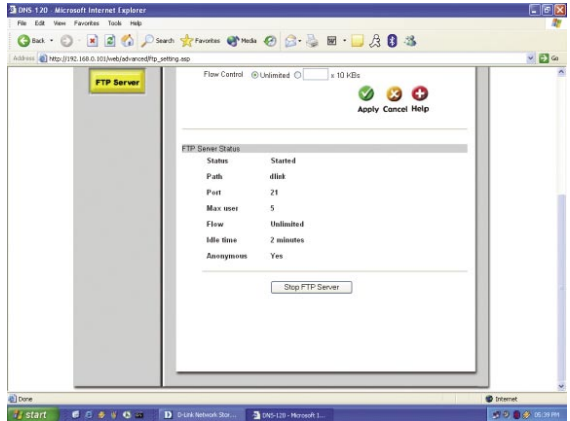 DNS-120 - Microsoft Internet Explorer
File Edit View Favorites Tools Help
Back Search Favorites Media
Address http://192.168.0.101/web/advanced/ftp_setting.asp Go
FTP Server
Flow Control Unlimited x 10 KBs
Apply Cancel Help
FTP Server Status
Status Started
Path dlink
Port 21
Max user 5
Flow Unlimited
Idle time 2 minutes
Anonymous Yes
Stop FTP Server
Done Internet
start D-Link Network Stor... DNS-120 - Microsoft I... 05:39 PM